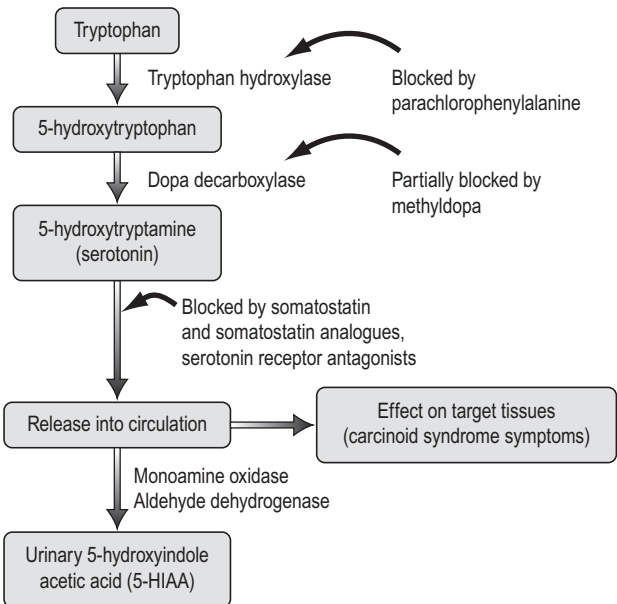 Tryptophan
Tryptophan hydroxylase
Blocked by
parachlorophenylalanine
5-hydroxytryptophan
Dopa decarboxylase
Partially blocked by
methyldopa
5-hydroxytryptamine
(serotonin)
Blocked by somatostatin
and somatostatin analogues,
serotonin receptor antagonists
Release into circulation
Effect on target tissues
(carcinoid syndrome symptoms)
Monoamine oxidase
Aldehyde dehydrogenase
Urinary 5-hydroxyindole
acetic acid (5-HIAA)